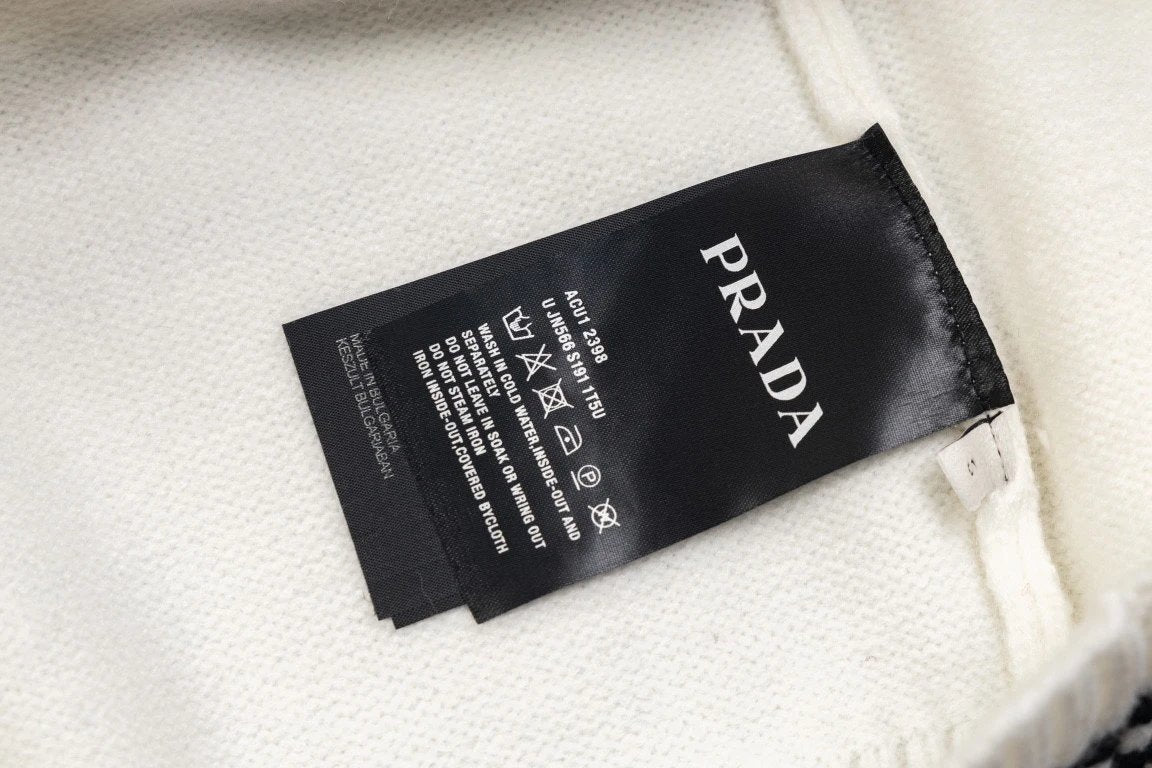 PRADA
ACU1 2398
U JN566 S191 1T5U
WASH IN COLD WATER,INSIDE-OUT AND
SEPARATELY
DO NOT LEAVE IN SOAK OR WRING OUT
DO NOT STEAM IRON
IRON INSIDE-OUT,COVERED BYCLOTH
MADE IN BULGARIA
KESZULT BULGARIABAN